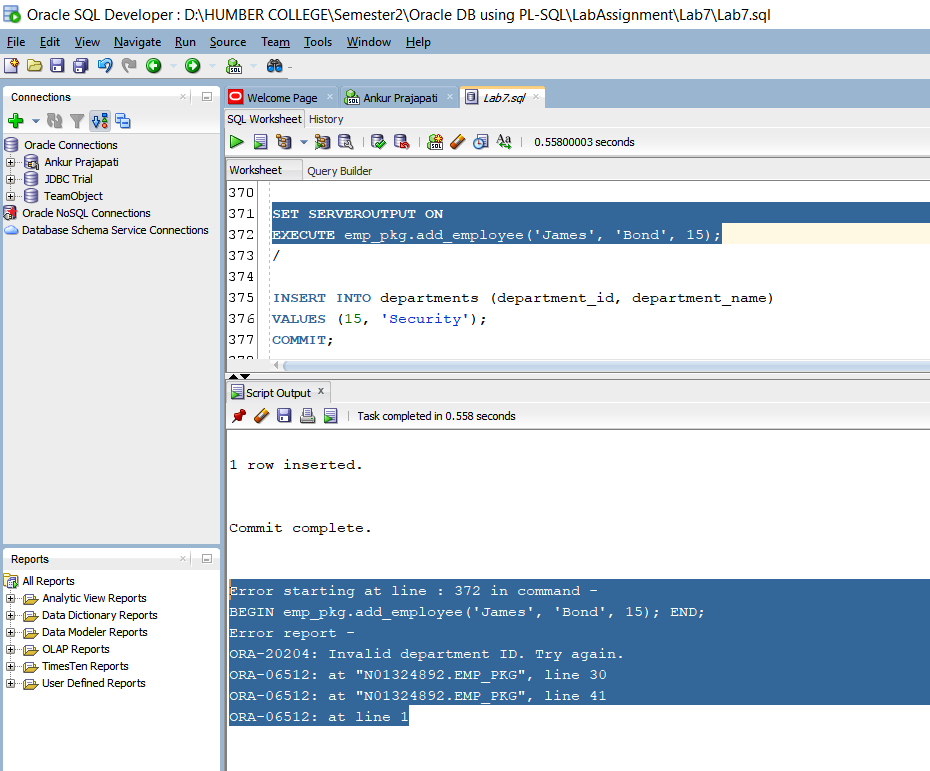 Oracle SQL Developer : D:\HUMBER COLLEGE\Semester2\Oracle DB using PL-SQL\LabAssignment\Lab7\Lab7.sql
File Edit View Navigate Run Source Team Tools Window Help
Connections
Oracle Connections
Ankur Prajapati
JDBC Trial
TeamObject
Oracle NoSQL Connections
Database Schema Service Connections
Reports
All Reports
Analytic View Reports
Data Dictionary Reports
Data Modeler Reports
OLAP Reports
TimesTen Reports
User Defined Reports
Welcome Page Ankur Prajapati Lab7.sql
SQL Worksheet History
0.55800003 seconds
Worksheet Query Builder
370
371 SET SERVEROUTPUT ON
372 EXECUTE emp_pkg.add_employee('James', 'Bond', 15);
373 /
374
375 INSERT INTO departments (department_id, department_name)
376 VALUES (15, 'Security');
377 COMMIT;
378
Script Output x
Task completed in 0.558 seconds
1 row inserted.
Commit complete.
Error starting at line : 372 in command -
BEGIN emp_pkg.add_employee('James', 'Bond', 15); END;
Error report -
ORA-20204: Invalid department ID. Try again.
ORA-06512: at "N01324892.EMP_PKG", line 30
ORA-06512: at "N01324892.EMP_PKG", line 41
ORA-06512: at line 1